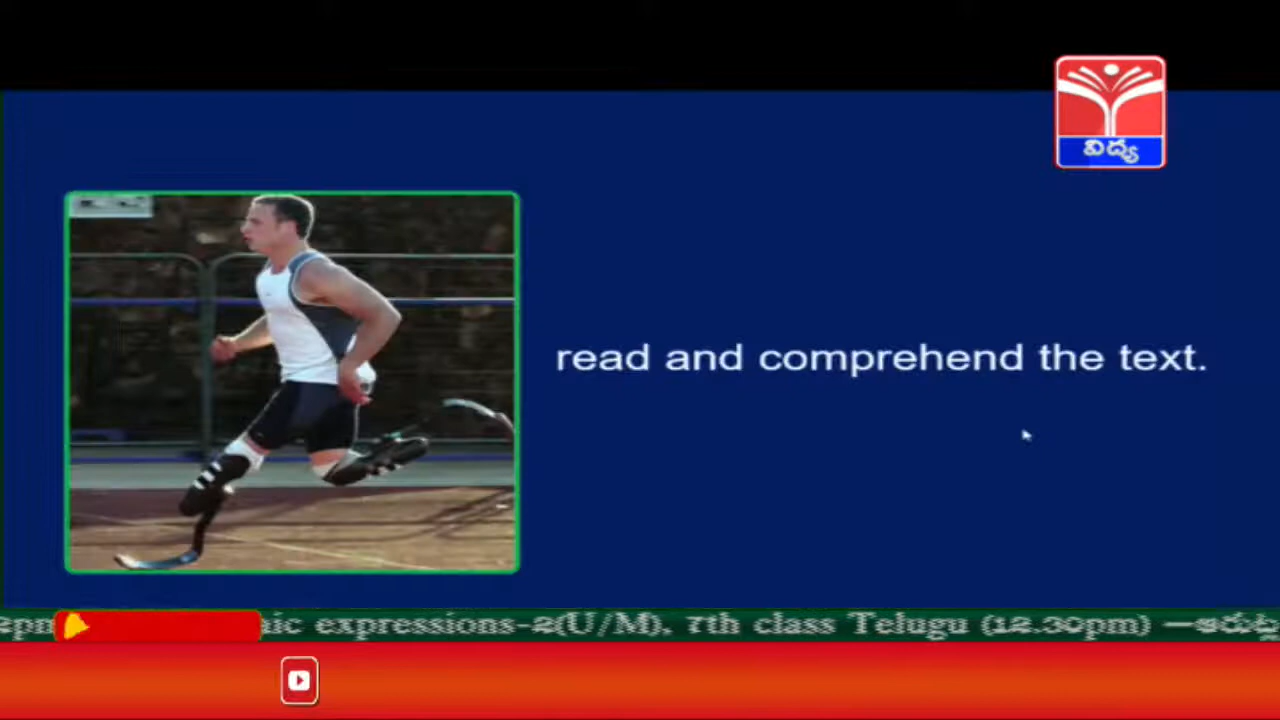 విద్య
read and comprehend the text.
ic expressions-2(U/M), 7th class Telugu (12.30pm)